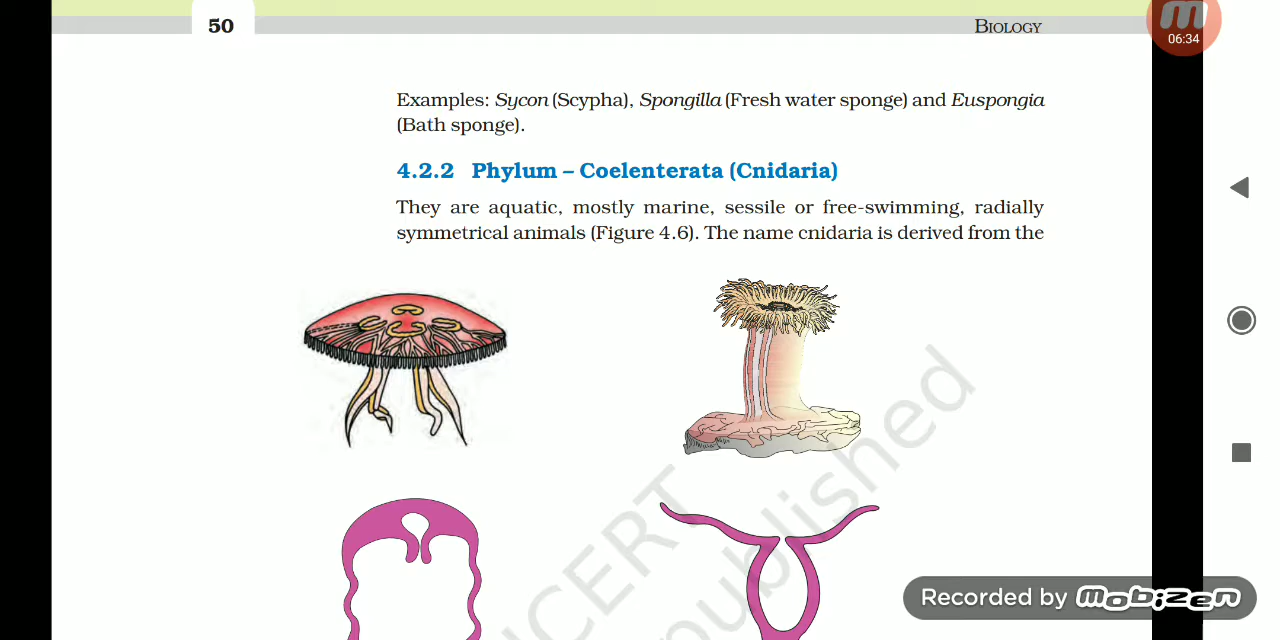 50
BIOLOGY
06:34
Examples: Sycon (Scypha), Spongilla (Fresh water sponge) and Euspongia
(Bath sponge).
4.2.2 Phylum – Coelenterata (Cnidaria)
They are aquatic, mostly marine, sessile or free-swimming, radially
symmetrical animals (Figure 4.6). The name cnidaria is derived from the
NCERT
published
Recorded by mobizen